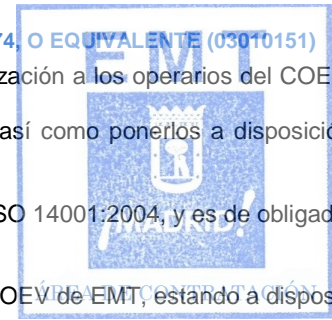 74, O EQUIVALENTE (03010151)
EMT
zación a los operarios del COE
así como ponerlos a disposició
SO 14001:2004, y es de obligad
¡MADRID!
OEV de EMT, estando a dispos
ÁREA DE CONTRATACIÓN